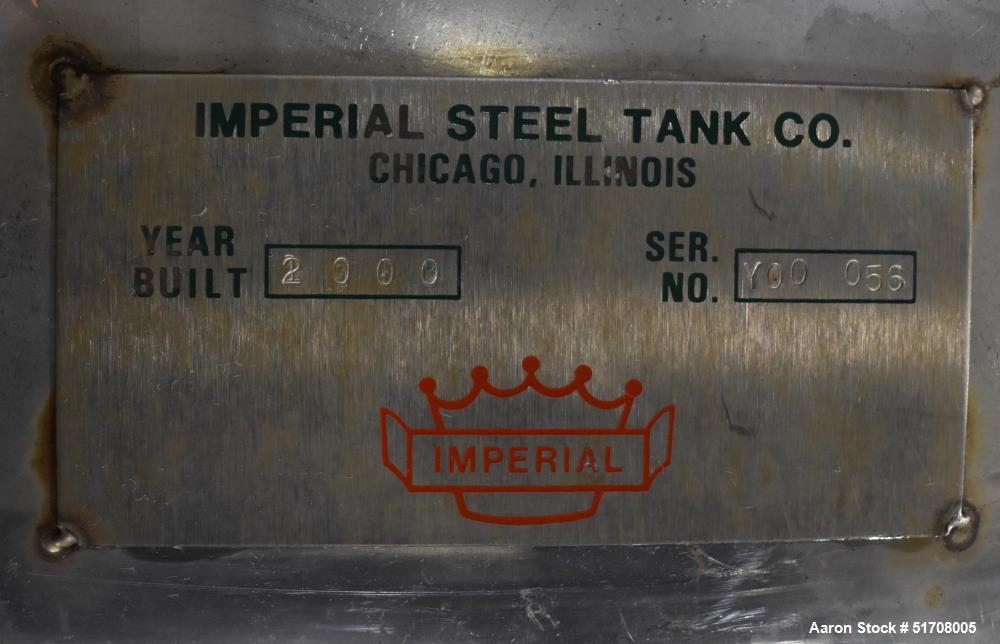 IMPERIAL STEEL TANK CO.
CHICAGO, ILLINOIS
YEAR BUILT 2000
SER. NO. Y00 056
IMPERIAL
Aaron Stock # 51708005